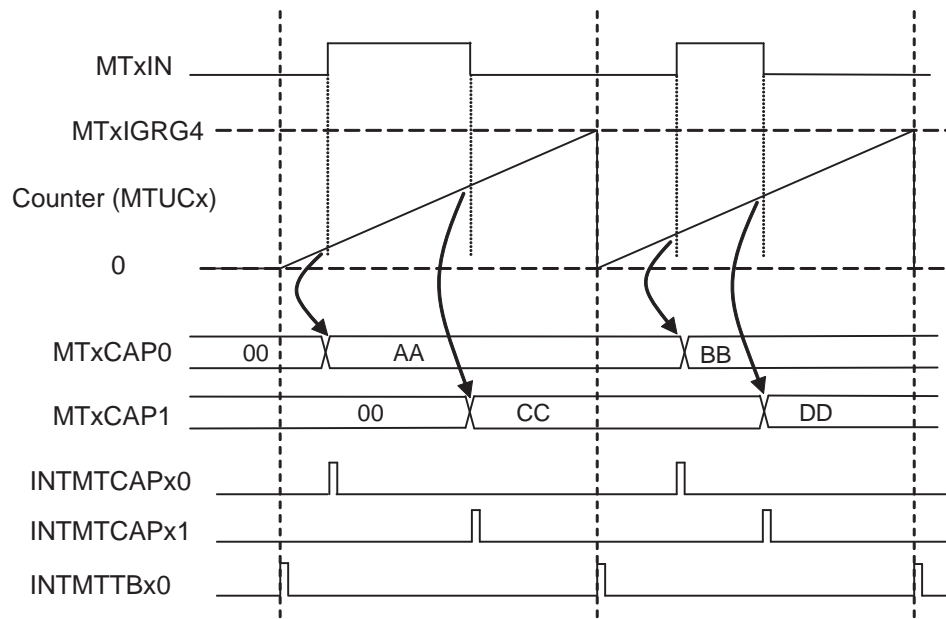 MTxIN
MTxIGRG4
Counter (MTUCx)
0
MTxCAP0 00 AA BB
MTxCAP1 00 CC DD
INTMTCAPx0
INTMTCAPx1
INTMTTBx0